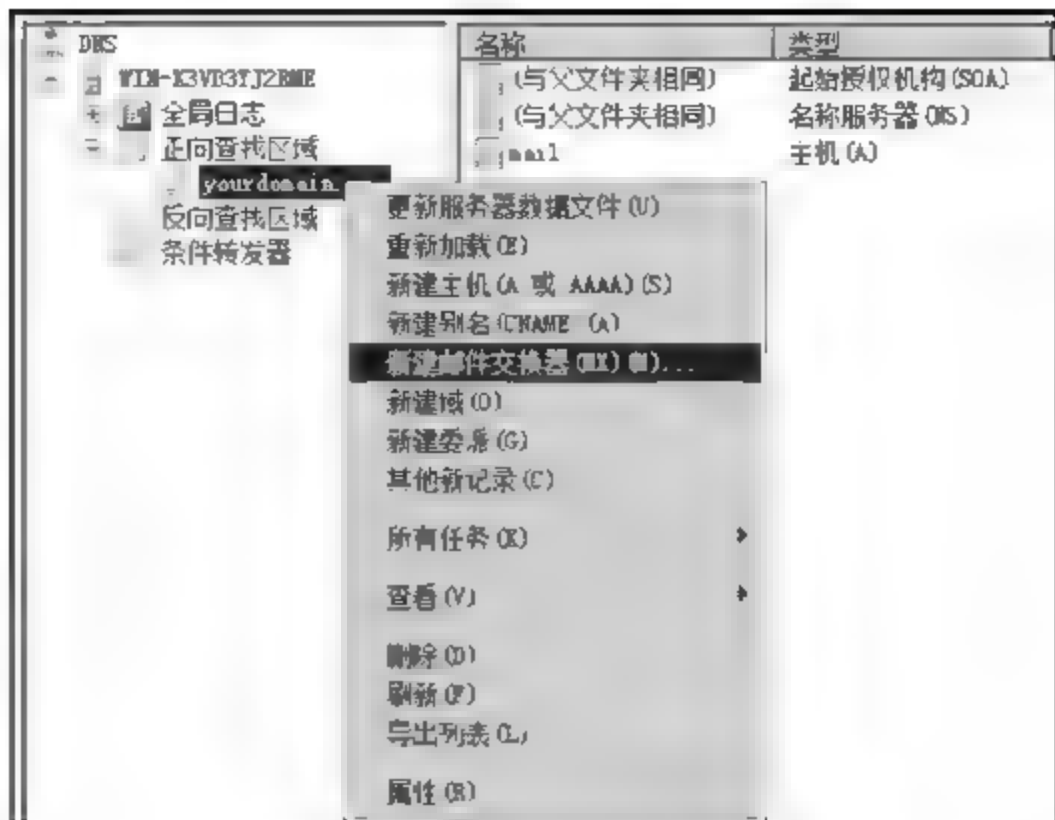 DNS
WIN-K3VR3TJ2RME
全局日志
正向查找区域
yourdomain
反向查找区域
条件转发器
名称 类型
(与父文件夹相同) 起始授权机构(SOA)
(与父文件夹相同) 名称服务器(NS)
mail 主机(A)
更新服务器数据文件(U)
重新加载(E)
新建主机(A 或 AAAA)(S)
新建别名(CNAME (A)
新建邮件交换器(MX)(M)...
新建域(O)
新建委派(G)
其他新记录(C)
所有任务(K)
查看(V)
删除(D)
刷新(F)
导出列表(L)
属性(R)